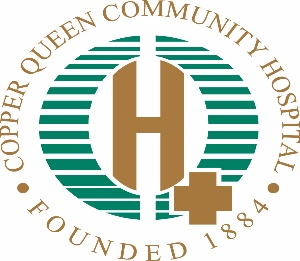 COPPER QUEEN COMMUNITY HOSPITAL
H
• FOUNDED 1884 •